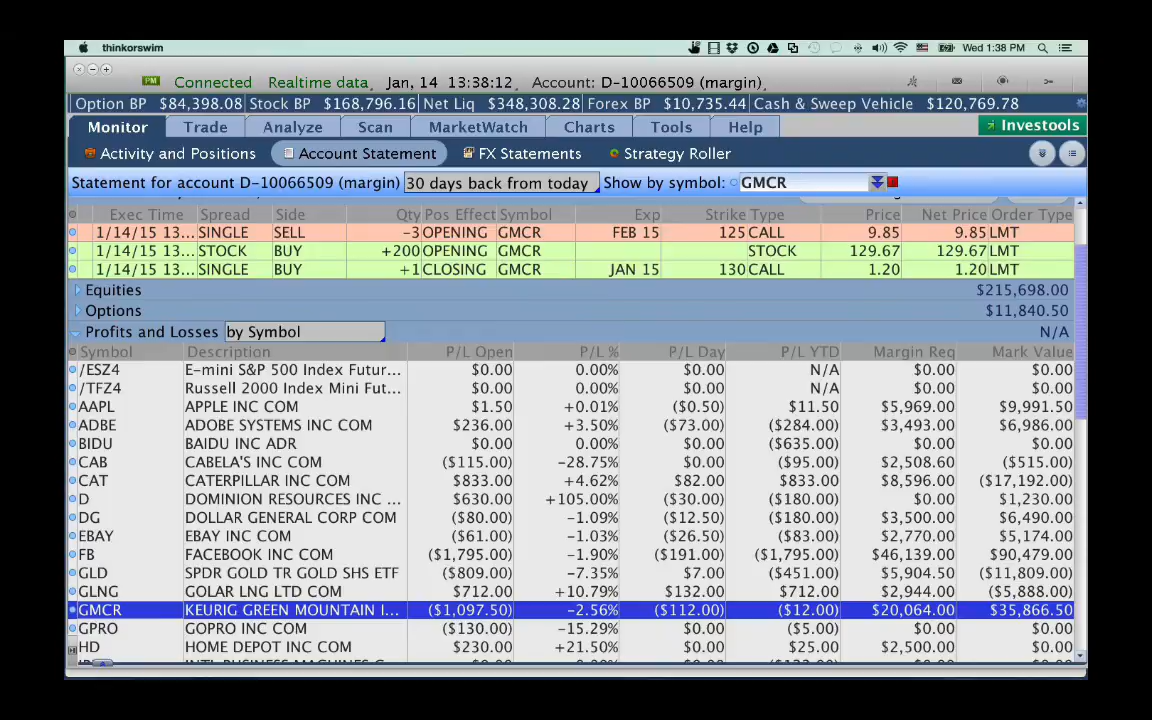 thinkorswim Wed 1:38 PM
PM Connected Realtime data Jan, 14 13:38:12 Account: D-10066509 (margin)
Option BP $84,398.08 Stock BP $168,796.16 Net Liq $348,308.28 Forex BP $10,735.44 Cash & Sweep Vehicle $120,769.78
Monitor Trade Analyze Scan MarketWatch Charts Tools Help Investools
Activity and Positions Account Statement FX Statements Strategy Roller
Statement for account D-10066509 (margin) 30 days back from today Show by symbol: GMCR
Exec Time Spread Side Qty Pos Effect Symbol Exp Strike Type Price Net Price Order Type
1/14/15 13... SINGLE SELL -3 OPENING GMCR FEB 15 125 CALL 9.85 9.85 LMT
1/14/15 13... STOCK BUY +200 OPENING GMCR STOCK 129.67 129.67 LMT
1/14/15 13... SINGLE BUY +1 CLOSING GMCR JAN 15 130 CALL 1.20 1.20 LMT
Equities $215,698.00
Options $11,840.50
Profits and Losses by Symbol N/A
Symbol Description P/L Open P/L % P/L Day P/L YTD Margin Req Mark Value
/ESZ4 E-mini S&P 500 Index Futur... $0.00 0.00% $0.00 N/A $0.00 $0.00
/TFZ4 Russell 2000 Index Mini Fut... $0.00 0.00% $0.00 N/A $0.00 $0.00
AAPL APPLE INC COM $1.50 +0.01% ($0.50) $11.50 $5,969.00 $9,991.50
ADBE ADOBE SYSTEMS INC COM $236.00 +3.50% ($73.00) ($284.00) $3,493.00 $6,986.00
BIDU BAIDU INC ADR $0.00 0.00% $0.00 ($635.00) $0.00 $0.00
CAB CABELA'S INC COM ($115.00) -28.75% $0.00 ($95.00) $2,508.60 ($515.00)
CAT CATERPILLAR INC COM $833.00 +4.62% $82.00 $833.00 $8,596.00 ($17,192.00)
D DOMINION RESOURCES INC ... $630.00 +105.00% ($30.00) ($180.00) $0.00 $1,230.00
DG DOLLAR GENERAL CORP COM ($80.00) -1.09% ($12.50) ($180.00) $3,500.00 $6,490.00
EBAY EBAY INC COM ($61.00) -1.03% ($26.50) ($83.00) $2,770.00 $5,174.00
FB FACEBOOK INC COM ($1,795.00) -1.90% ($191.00) ($1,795.00) $46,139.00 $90,479.00
GLD SPDR GOLD TR GOLD SHS ETF ($809.00) -7.35% $7.00 ($451.00) $5,904.50 ($11,809.00)
GLNG GOLAR LNG LTD COM $712.00 +10.79% $132.00 $712.00 $2,944.00 ($5,888.00)
GMCR KEURIG GREEN MOUNTAIN I... ($1,097.50) -2.56% ($112.00) ($12.00) $20,064.00 $35,866.50
GPRO GOPRO INC COM ($130.00) -15.29% $0.00 ($5.00) $0.00 $0.00
HD HOME DEPOT INC COM $230.00 +21.50% $0.00 $25.00 $2,500.00 $0.00